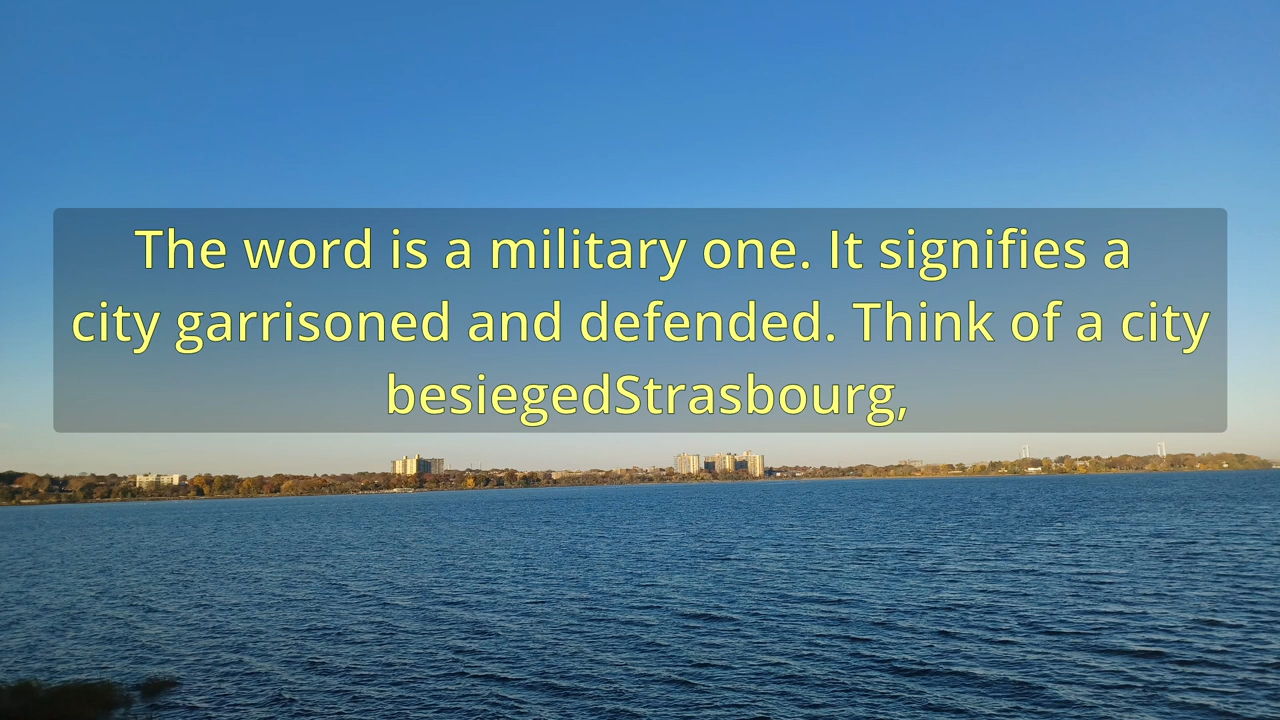 The word is a military one. It signifies a
city garrisoned and defended. Think of a city
besiegedStrasbourg,